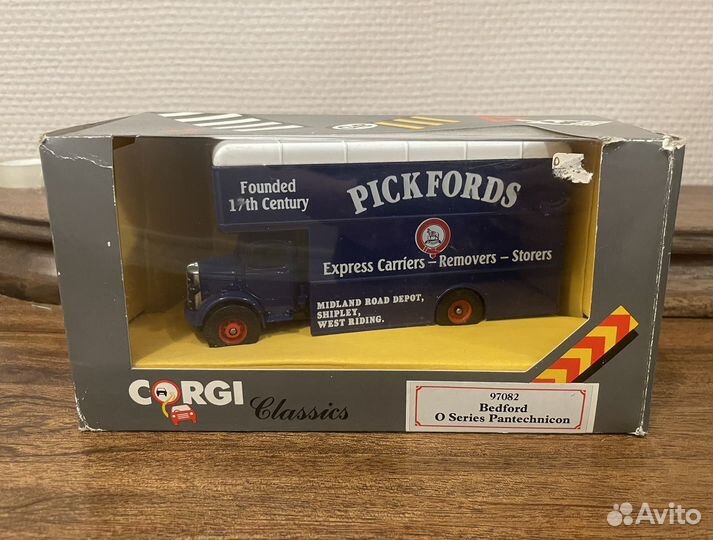 Founded
17th Century
PICKFORDS
Express Carriers – Removers – Storers
MIDLAND ROAD DEPOT,
SHIPLEY,
WEST RIDING.
CORGI
Classics
97082
Bedford
O Series Pantechnicon
Avito